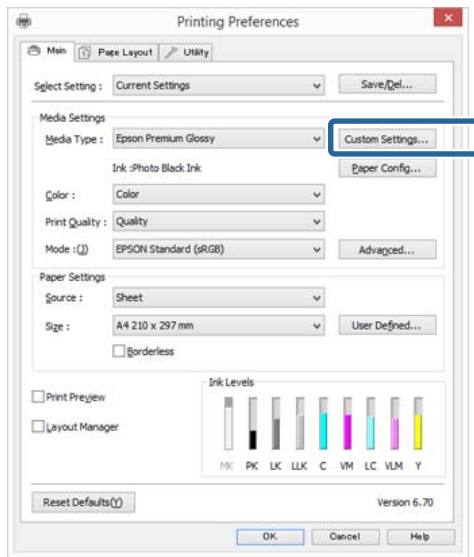 Printing Preferences
Main Page Layout Utility
Select Setting : Current Settings Save/Del...
Media Settings
Media Type : Epson Premium Glossy Custom Settings...
Ink :Photo Black Ink Paper Config...
Color : Color
Print Quality : Quality
Mode :(J) EPSON Standard (sRGB) Advanced...
Paper Settings
Source : Sheet
Size : A4 210 x 297 mm User Defined...
Borderless
Print Preview
Layout Manager
Ink Levels
MK PK LK LLK C VM LC VLM Y
Reset Defaults(Y) Version 6.70
OK Cancel Help